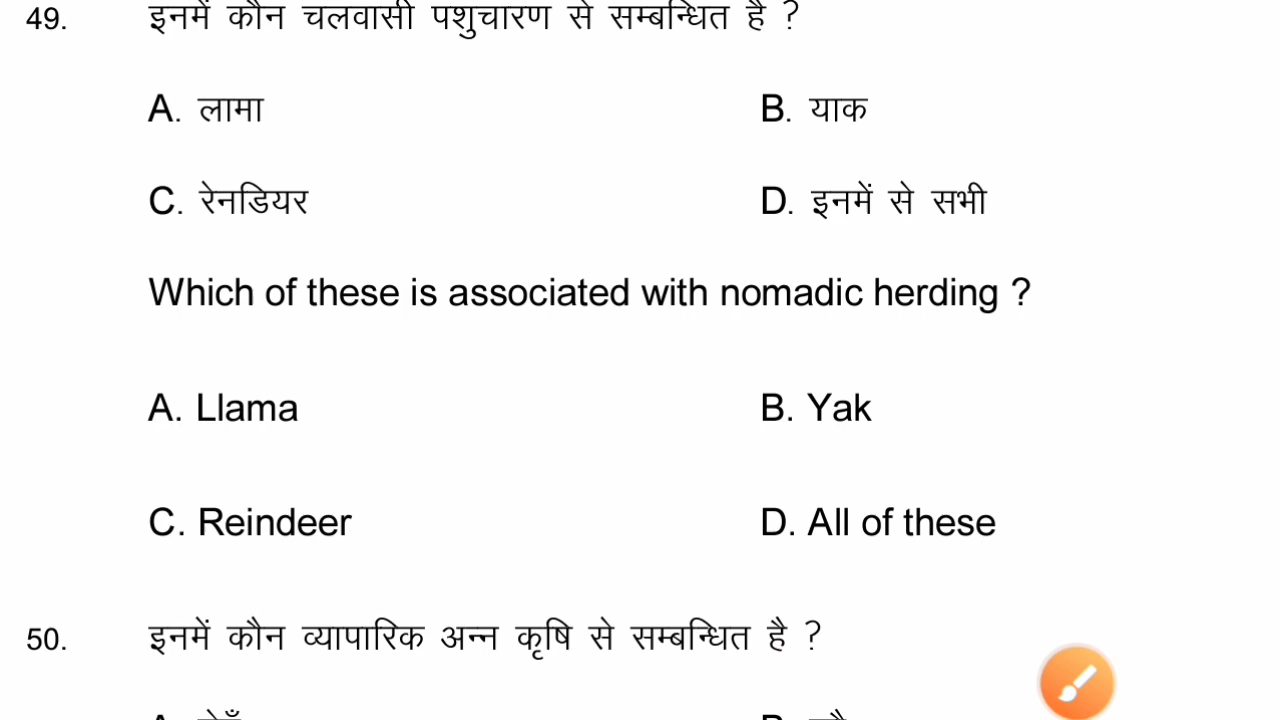 49. इनमें कौन चलवासी पशुचारण से सम्बन्धित है ?
A. लामा B. याक
C. रेनडियर D. इनमें से सभी
Which of these is associated with nomadic herding ?
A. Llama B. Yak
C. Reindeer D. All of these
50. इनमें कौन व्यापारिक अन्न कृषि से सम्बन्धित है ?